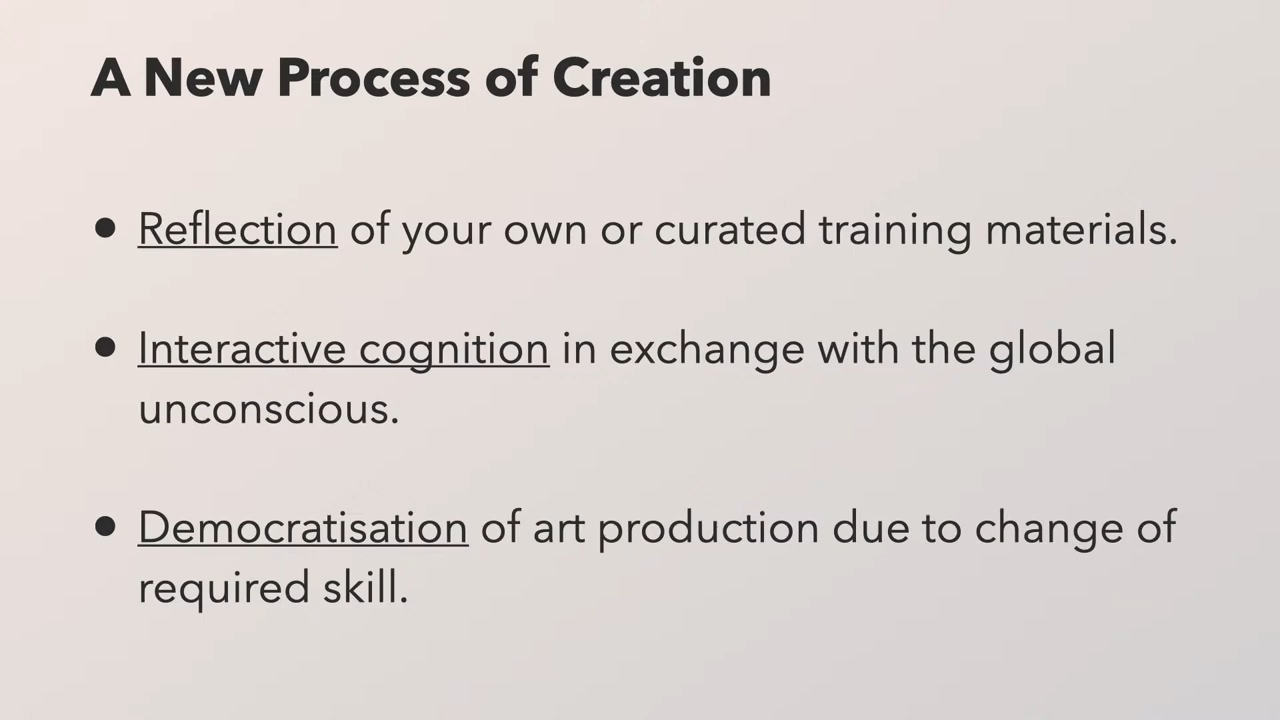 A New Process of Creation
• Reflection of your own or curated training materials.
• Interactive cognition in exchange with the global
unconscious.
• Democratisation of art production due to change of
required skill.